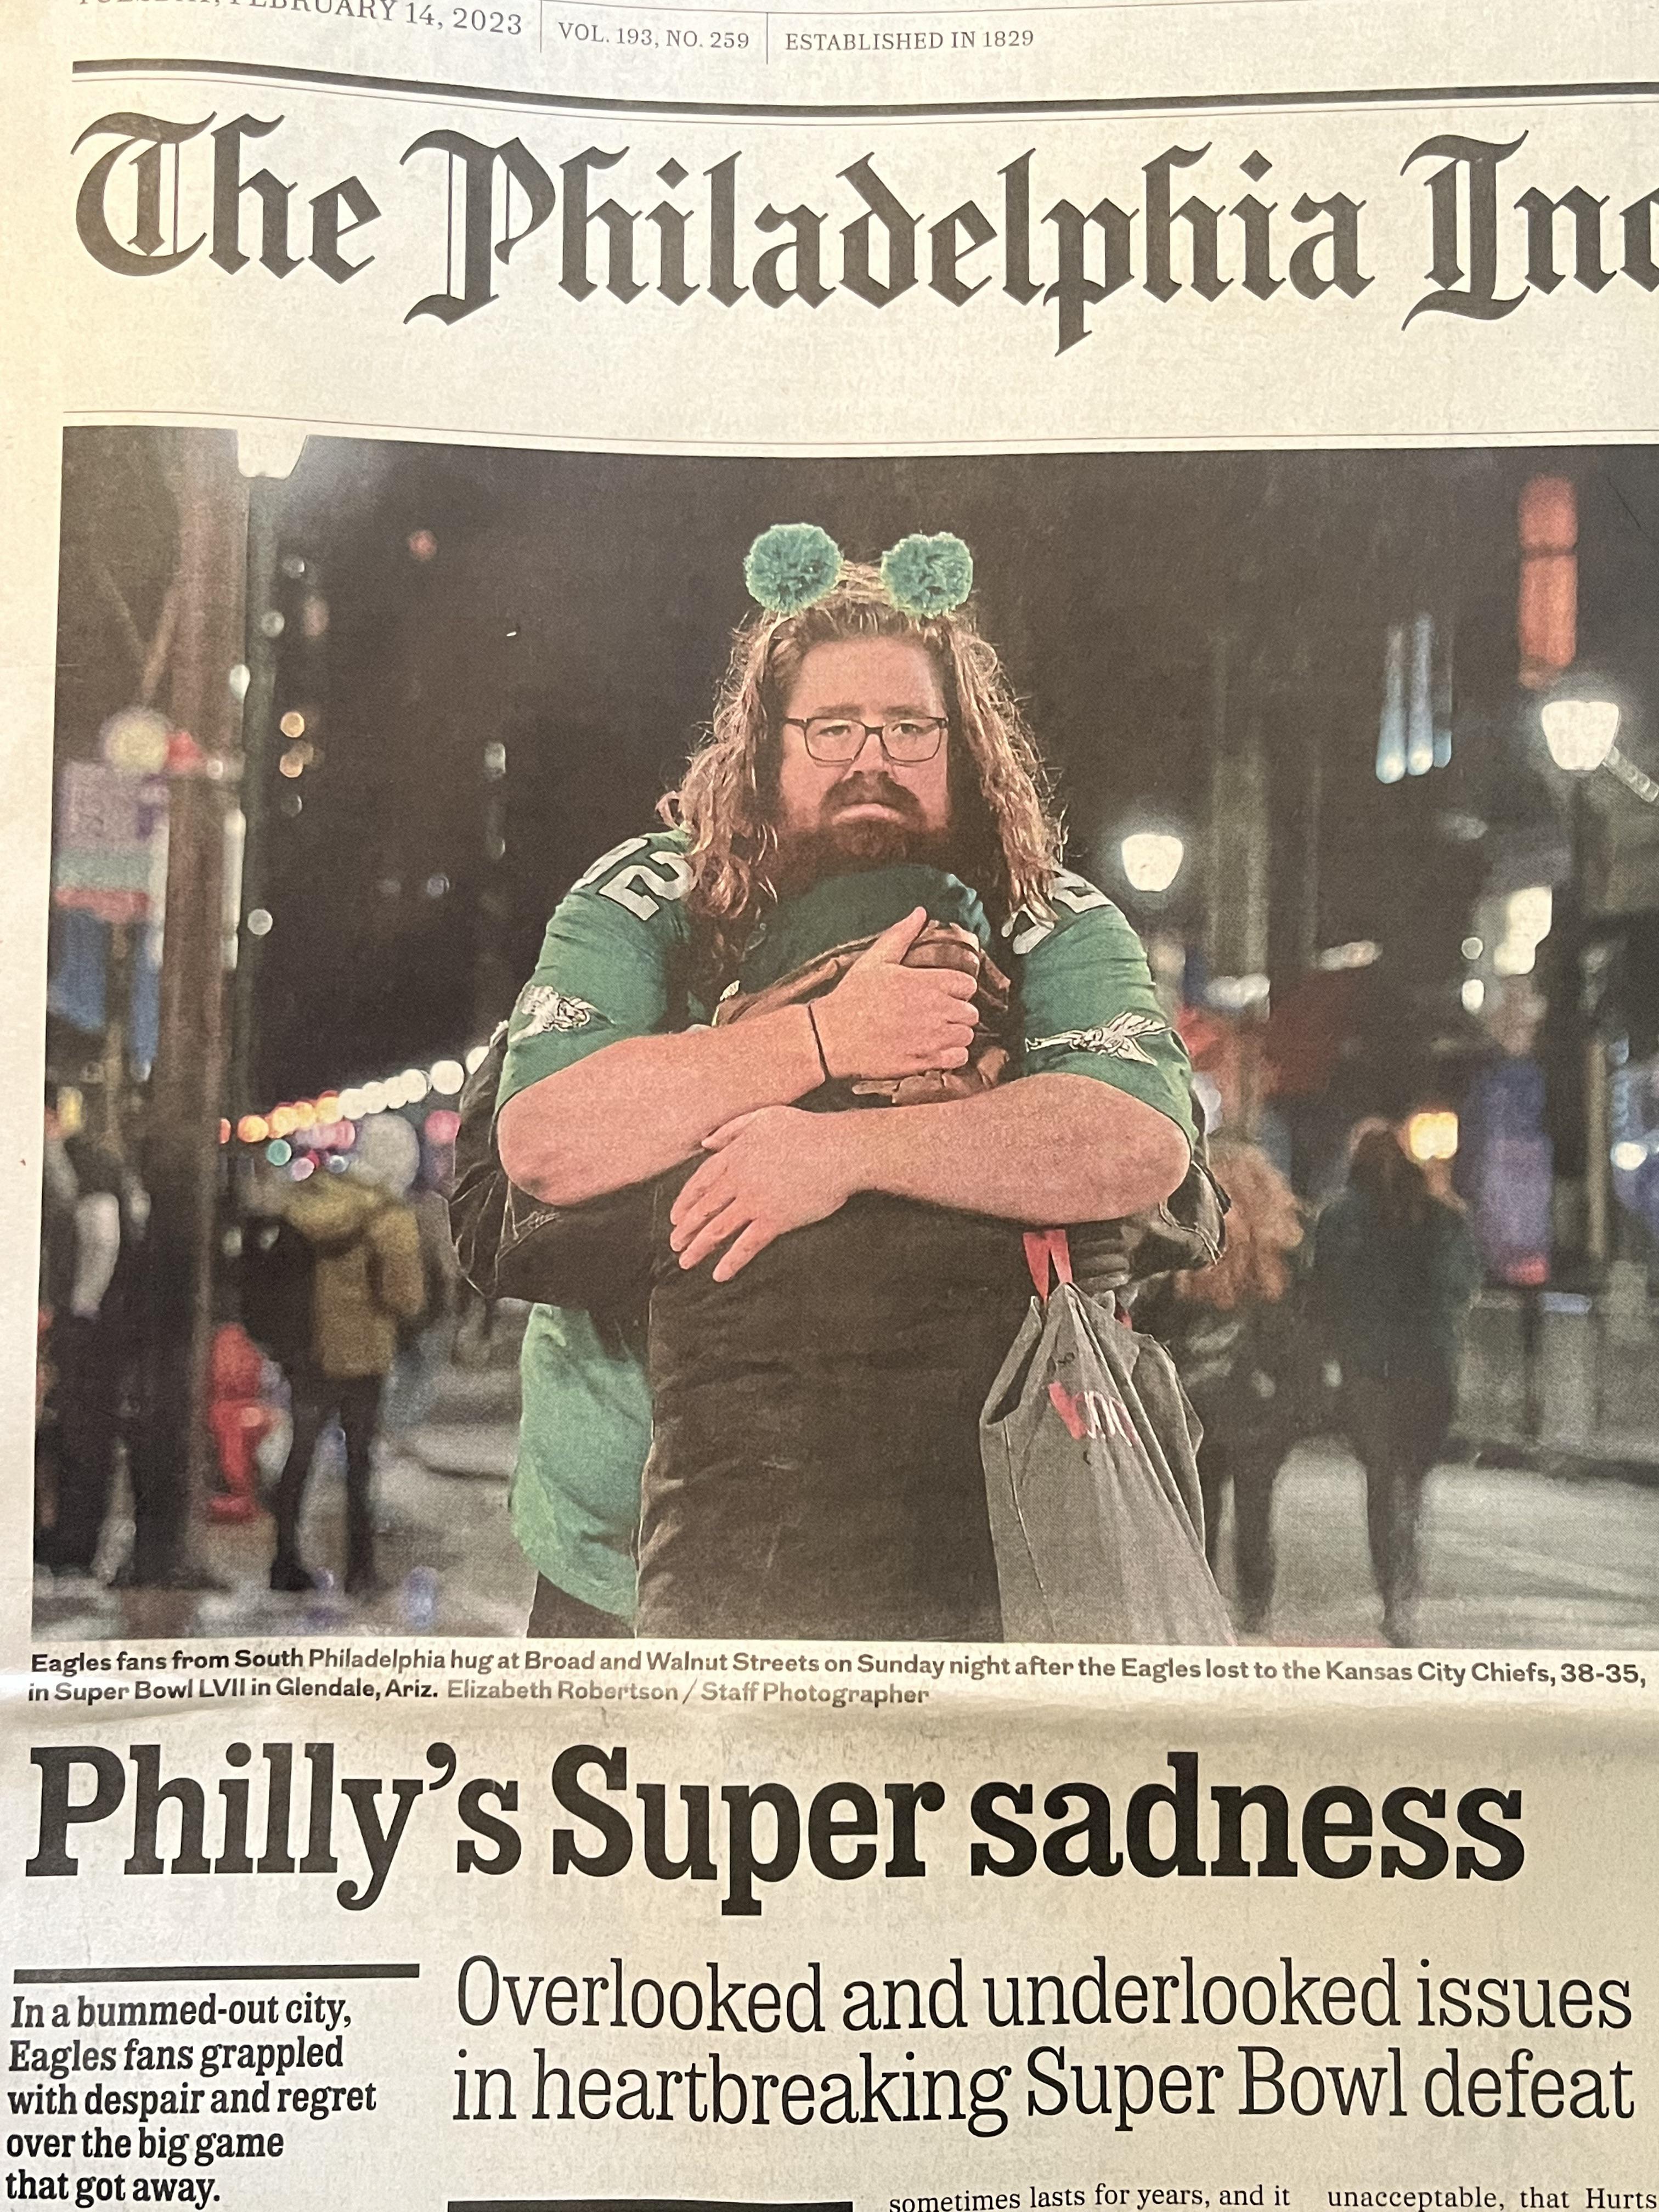 FEBRUARY 14, 2023 VOL. 193, NO. 259 ESTABLISHED IN 1829
The Philadelphia
Eagles fans from South Philadelphia hug at Broad and Walnut Streets on Sunday night after the Eagles lost to the Kansas City Chiefs, 38-35,
in Super Bowl LVII in Glendale, Ariz. Elizabeth Robertson / Staff Photographer
Philly's Super sadness
In a bummed-out city,
Eagles fans grappled
with despair and regret
over the big game
that got away.
Overlooked and underlooked issues
in heartbreaking Super Bowl defeat
sometimes lasts for years, and it
unacceptable, that Hurts